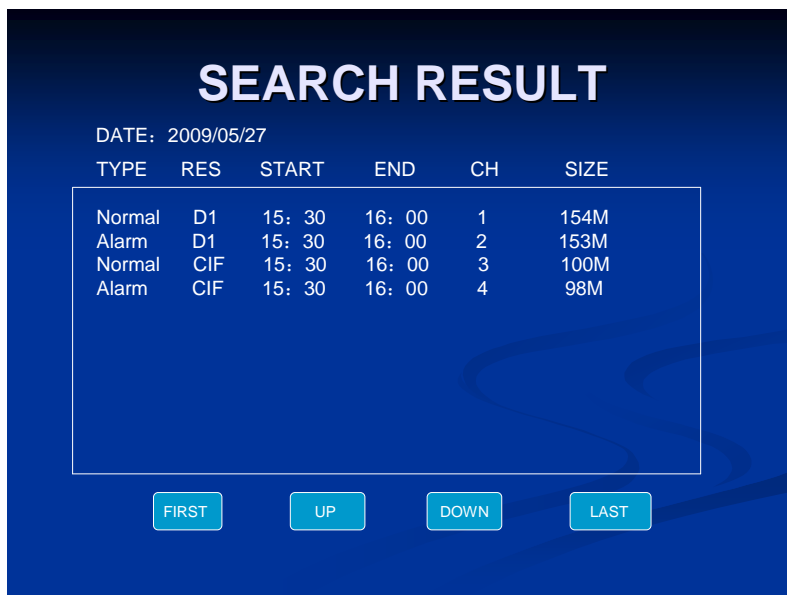 SEARCH RESULT
DATE：2009/05/27
TYPE RES START END CH SIZE
Normal D1 15：30 16：00 1 154M
Alarm D1 15：30 16：00 2 153M
Normal CIF 15：30 16：00 3 100M
Alarm CIF 15：30 16：00 4 98M
FIRST UP DOWN LAST